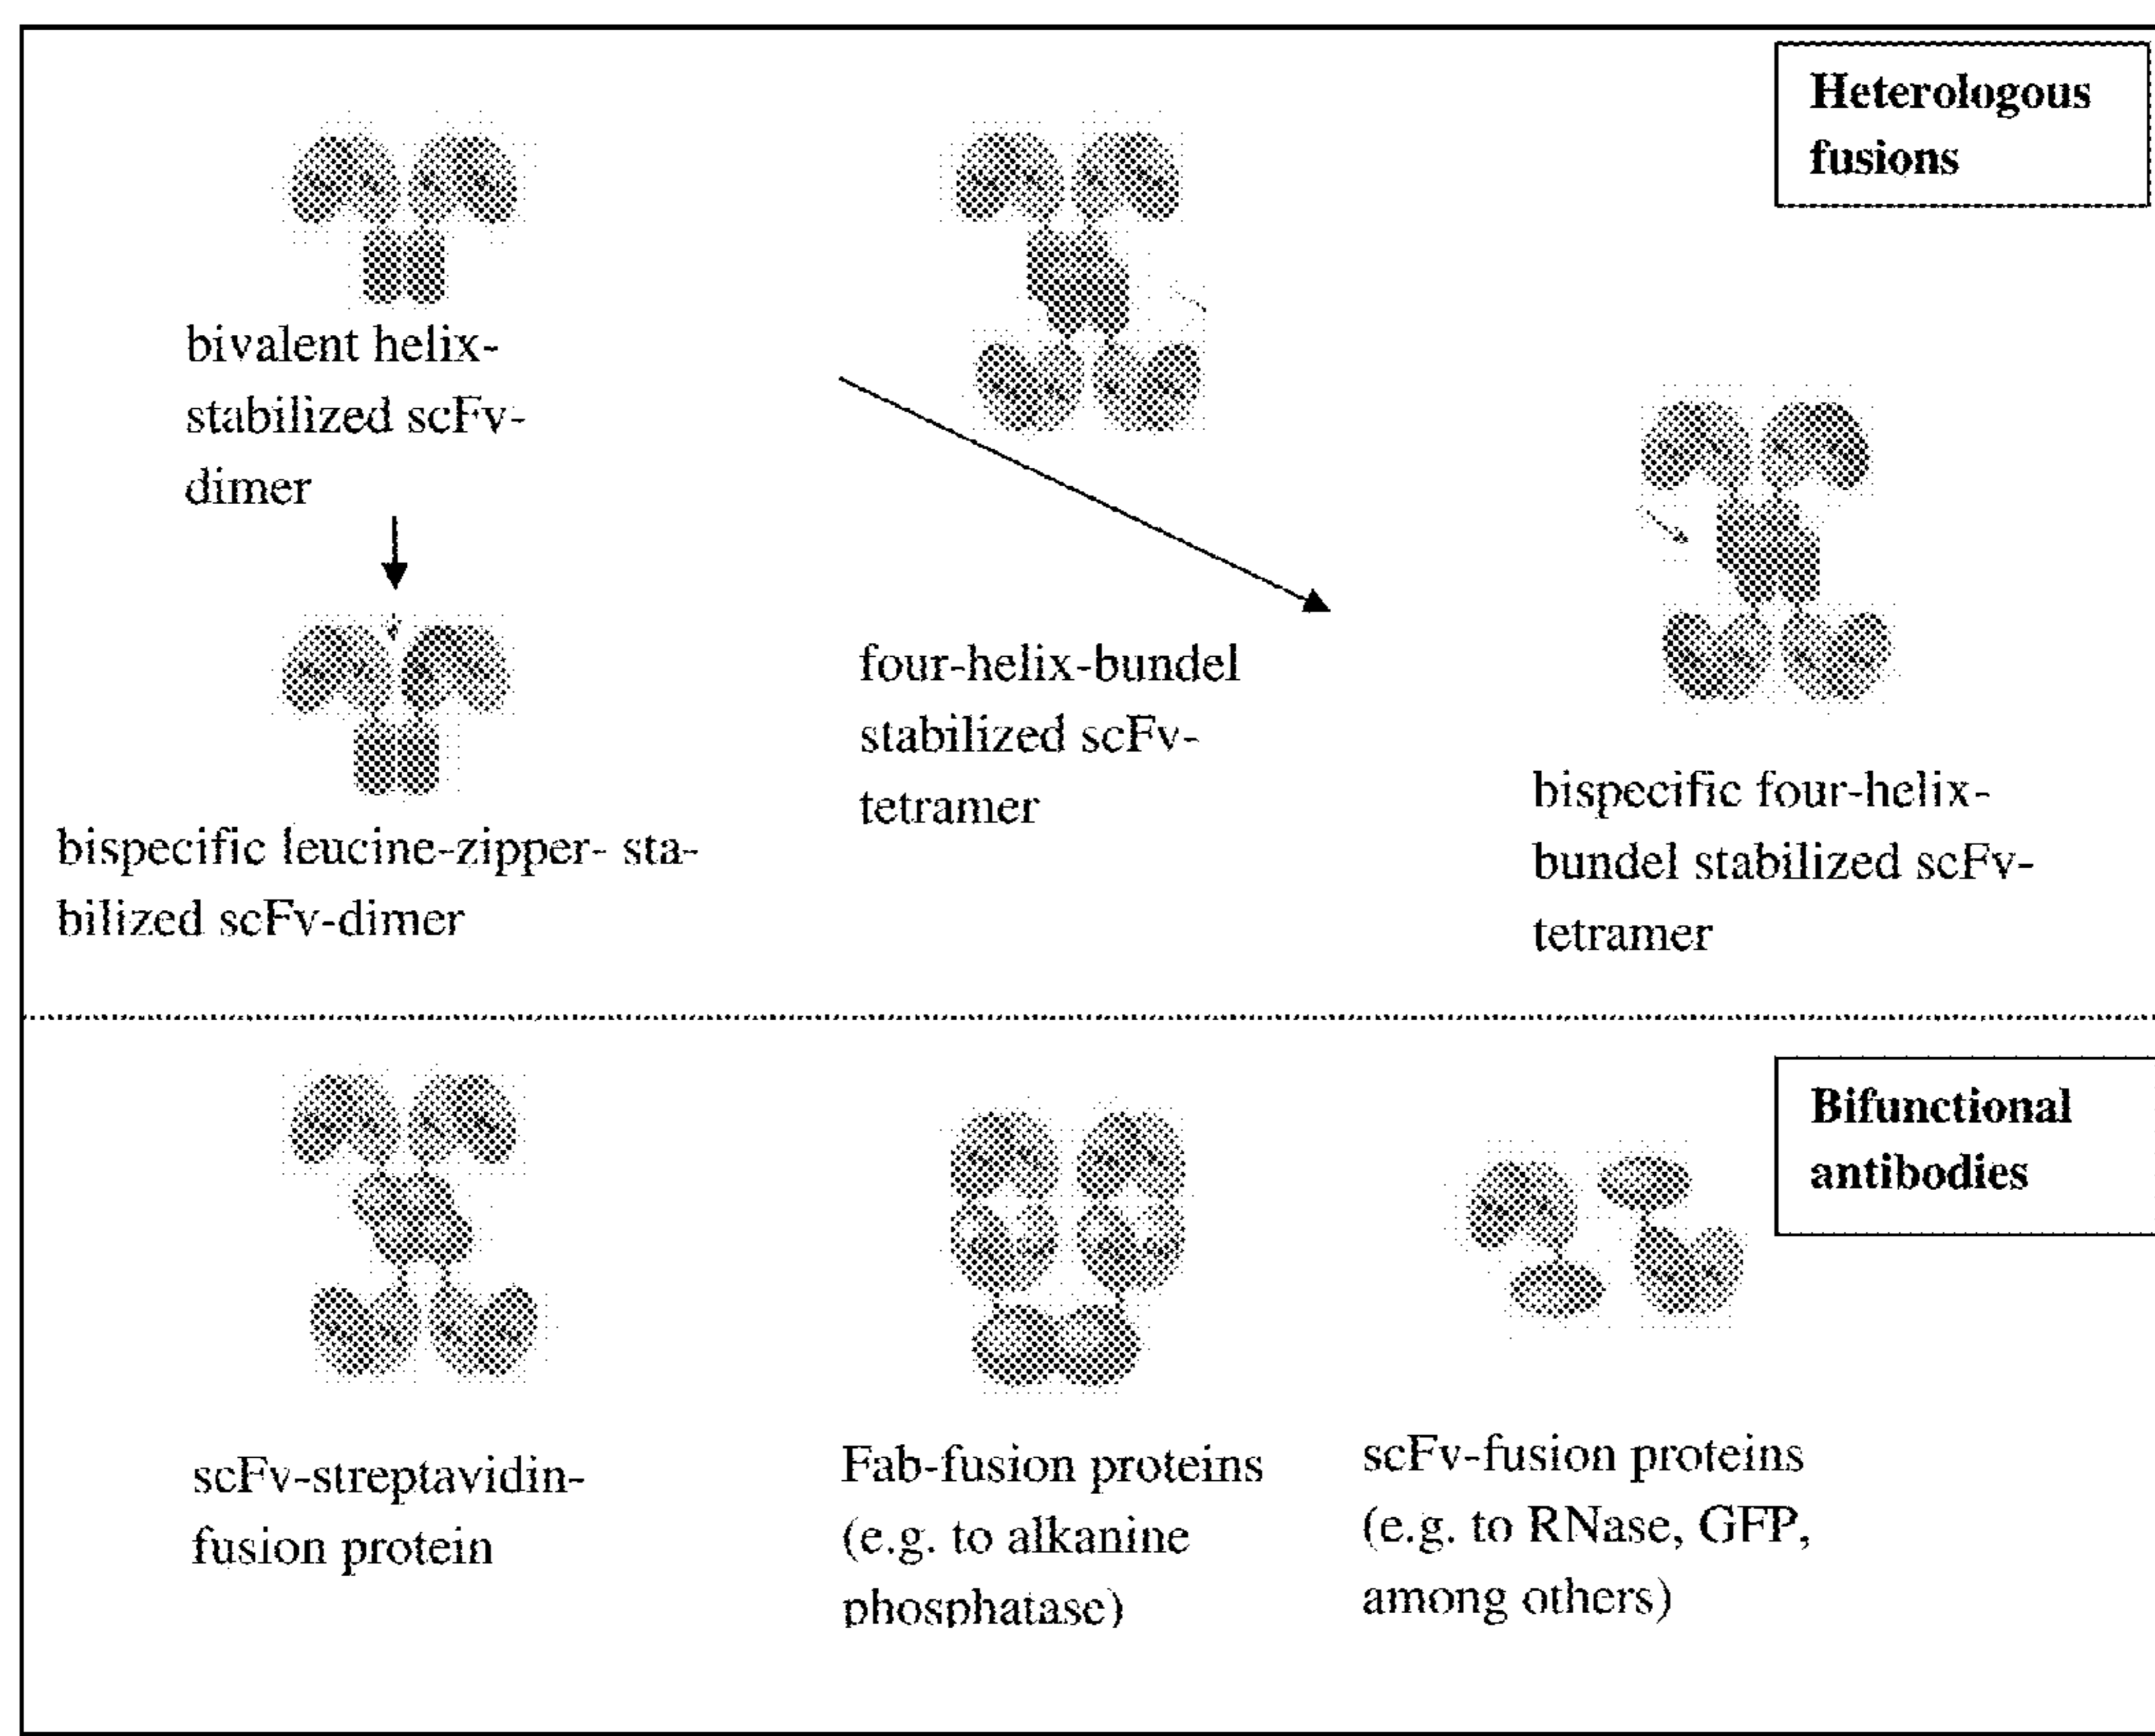 Heterologous
fusions
bivalent helix-
stabilized scFv-
dimer
bispecific leucine-zipper- sta-
bilized scFv-dimer
four-helix-bundel
stabilized scFv-
tetramer
bispecific four-helix-
bundel stabilized scFv-
tetramer
Bifunctional
antibodies
scFv-streptavidin-
fusion protein
Fab-fusion proteins
(e.g. to alkanine
phosphatase)
scFv-fusion proteins
(e.g. to RNase, GFP,
among others)